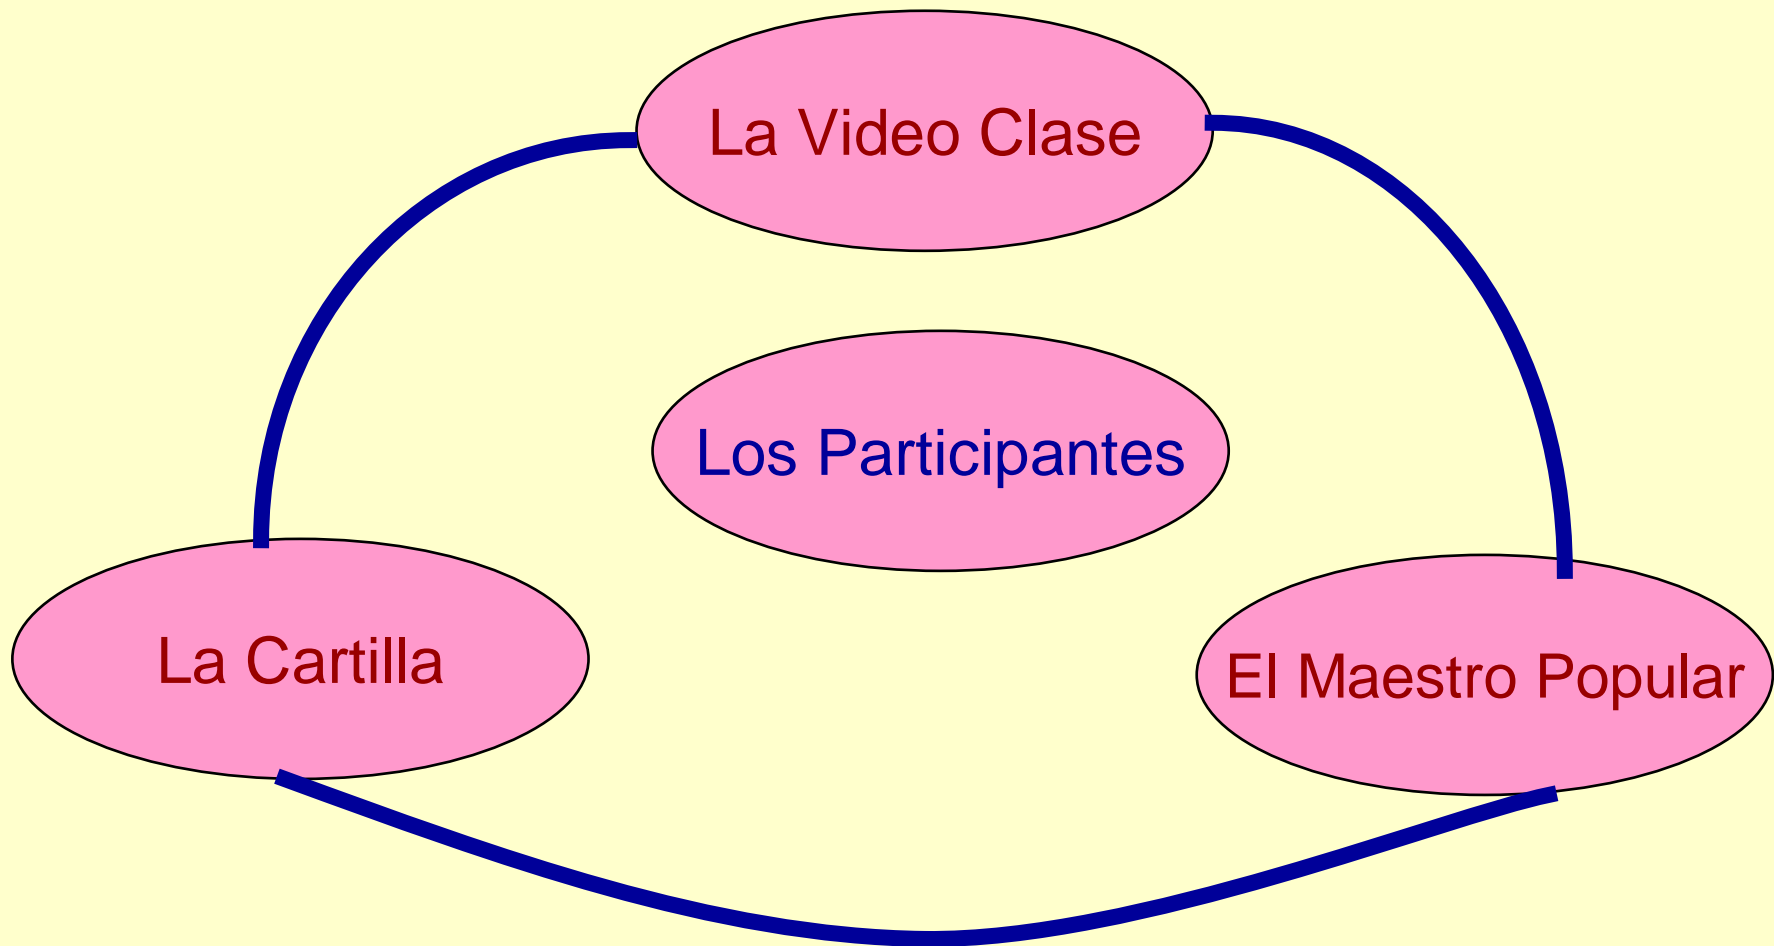 La Video Clase
Los Participantes
La Cartilla
El Maestro Popular